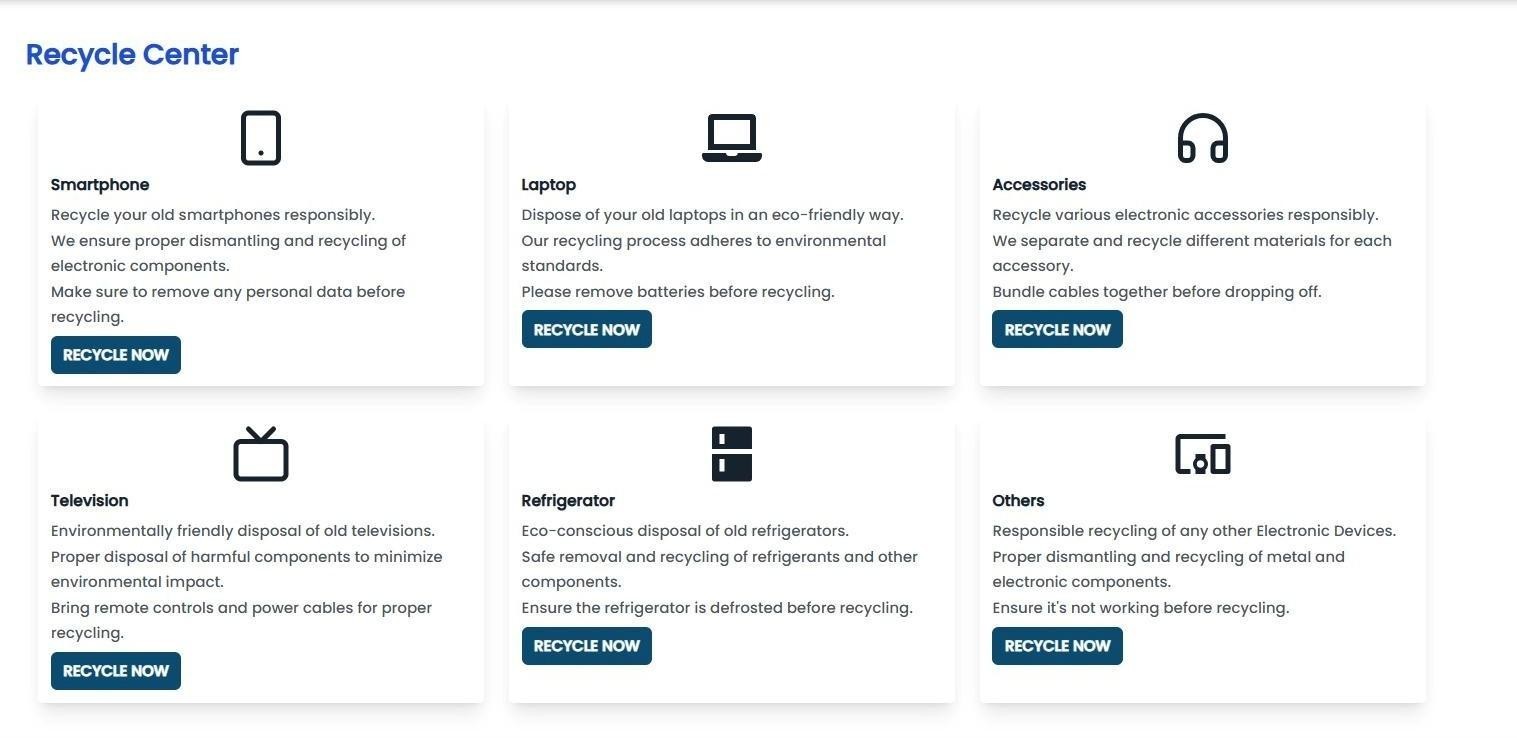 Recycle Center
Smartphone
Recycle your old smartphones responsibly.
We ensure proper dismantling and recycling of
electronic components.
Make sure to remove any personal data before
recycling.
RECYCLE NOW
Laptop
Dispose of your old laptops in an eco-friendly way.
Our recycling process adheres to environmental
standards.
Please remove batteries before recycling.
RECYCLE NOW
Accessories
Recycle various electronic accessories responsibly.
We separate and recycle different materials for each
accessory.
Bundle cables together before dropping off.
RECYCLE NOW
Television
Environmentally friendly disposal of old televisions.
Proper disposal of harmful components to minimize
environmental impact.
Bring remote controls and power cables for proper
recycling.
RECYCLE NOW
Refrigerator
Eco-conscious disposal of old refrigerators.
Safe removal and recycling of refrigerants and other
components.
Ensure the refrigerator is defrosted before recycling.
RECYCLE NOW
Others
Responsible recycling of any other Electronic Devices.
Proper dismantling and recycling of metal and
electronic components.
Ensure it's not working before recycling.
RECYCLE NOW